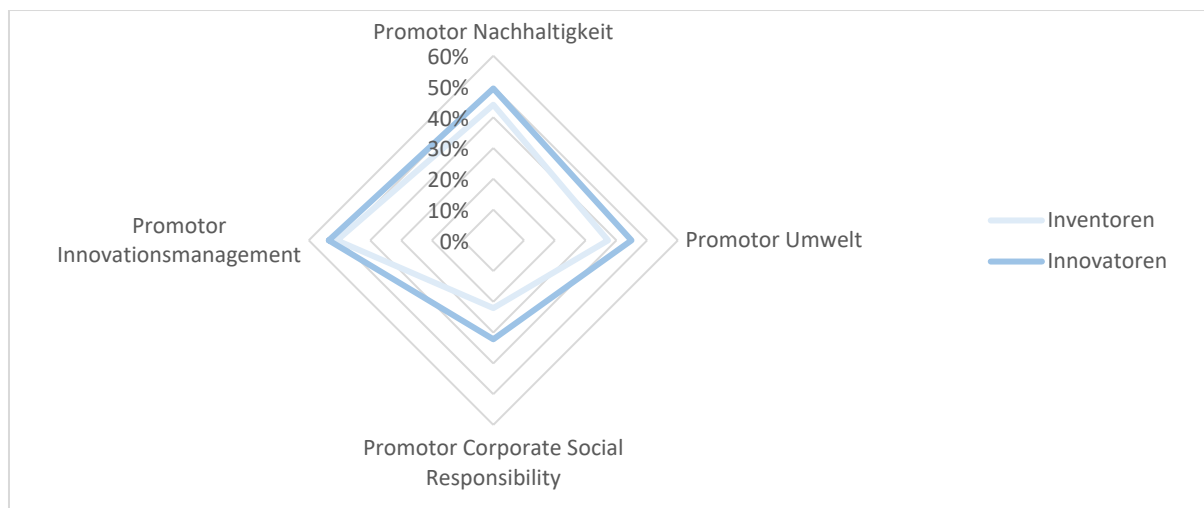 Promotor Nachhaltigkeit
60%
50%
40%
30%
20%
10%
0%
Promotor Umwelt
Promotor Corporate Social
Responsibility
Promotor
Innovationsmanagement
Inventoren
Innovatoren